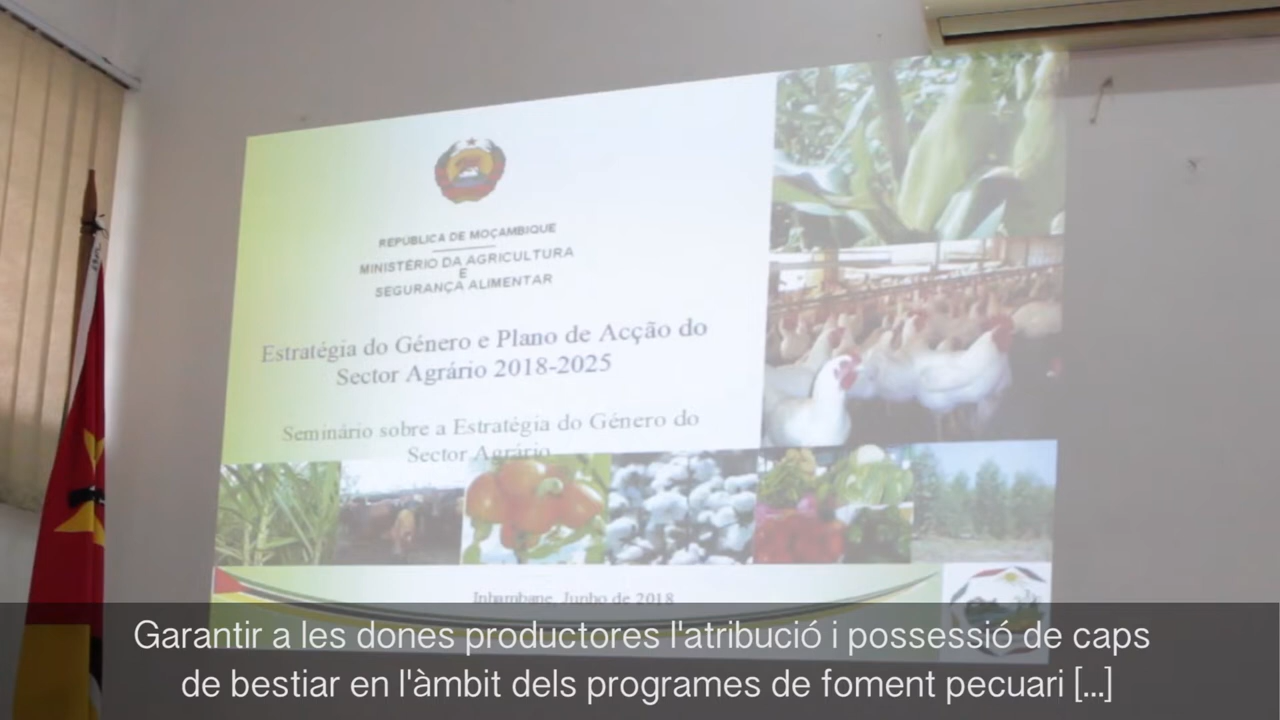 REPÚBLICA DE MOÇAMBIQUE
MINISTÉRIO DA AGRICULTURA
E
SEGURANÇA ALIMENTAR
Estratégia do Género e Plano de Acção do
Sector Agrário 2018-2025
Seminário sobre a Estratégia do Género do
Sector Agrário
Inhambane, Junho de 2018
Garantir a les dones productores l'atribució i possessió de caps
de bestiar en l'àmbit dels programes de foment pecuari [...]